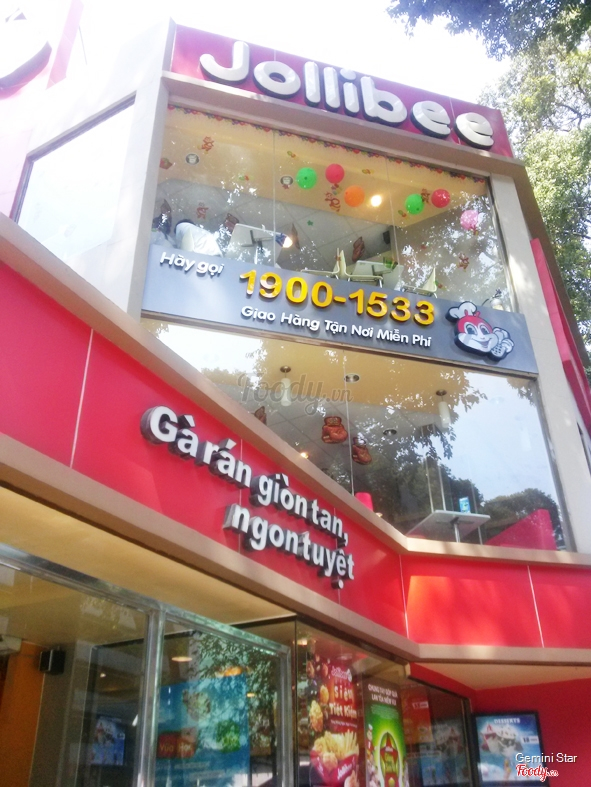 Jollibee
Hãy gọi
1900-1533
Giao Hàng Tận Nơi Miễn Phí
Foody.vn
Gà rán giòn tan,
ngon tuyệt
Gemini Star
Foody.vn